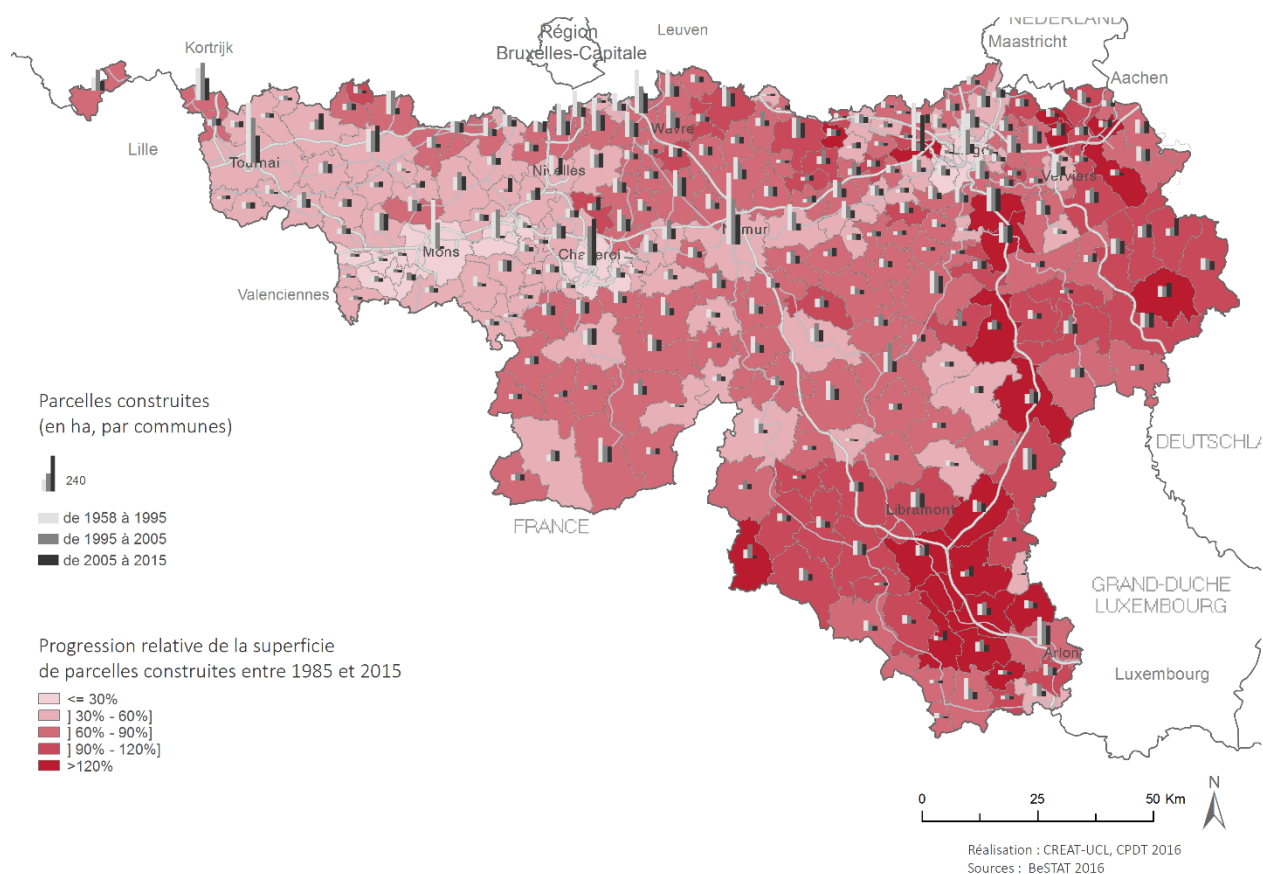 NEDERLAND
Région
Bruxelles-Capitale
Leuven
Maastricht
Kortrijk
Aachen
Lille
Wavre
Tournai
Nivelles
Verviers
Namur
Mons
Charleroi
Valenciennes
Parcelles construites
(en ha, par communes)
240
de 1958 à 1995
de 1995 à 2005
de 2005 à 2015
DEUTSCHLA
Libramont
FRANCE
GRAND-DUCHE
LUXEMBOURG
Arlon
Luxembourg
Progression relative de la superficie
de parcelles construites entre 1985 et 2015
<= 30%
] 30% - 60%]
] 60% - 90%]
] 90% - 120%]
>120%
N
0 25 50 Km
Réalisation : CREAT-UCL, CPDT 2016
Sources : BeSTAT 2016